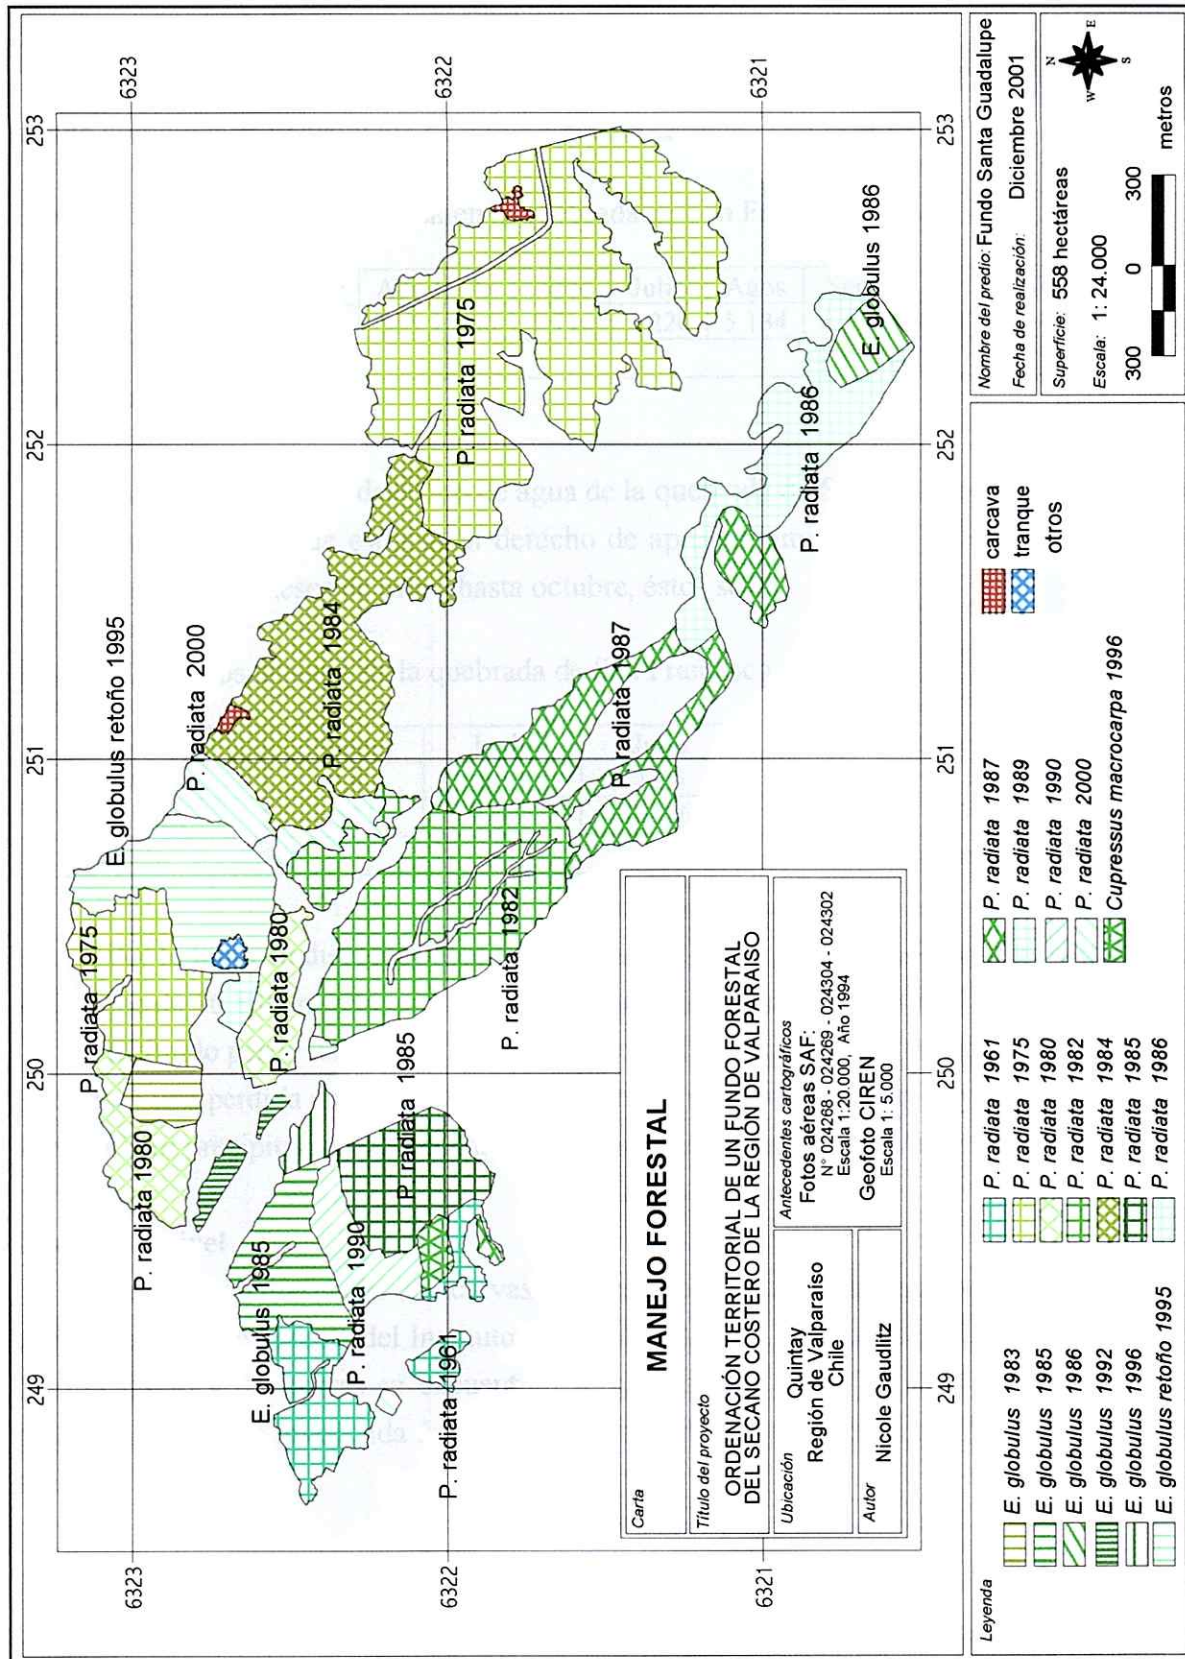 253
252
251
250
249
6323
6322
6321
6323
6322
6321
253
252
251
250
249
P. radiata 1980
P. radiata 1975
E. globulus retoño 1995
P. radiata 2000
P. radiata 1980
P. radiata 1984
P. radiata 1975
E. globulus 1985
P. radiata 1990
P. radiata 1985
P. radiata 1961
P. radiata 1982
P. radiata 1987
P. radiata 1986
E. globulus 1986
Carta
MANEJO FORESTAL
Título del proyecto
ORDENACIÓN TERRITORIAL DE UN FUNDO FORESTAL
DEL SECANO COSTERO DE LA REGIÓN DE VALPARAÍSO
Ubicación
Quintay
Región de Valparaíso
Chile
Autor
Nicole Gaudlitz
Antecedentes cartográficos
Fotos aéreas SAF:
N° 024268 - 024269 - 024304 - 024302
Escala 1:20.000, Año 1994
Geofoto CIREN
Escala 1: 5.000
Leyenda
E. globulus 1983
E. globulus 1985
E. globulus 1986
E. globulus 1992
E. globulus 1996
E. globulus retoño 1995
P. radiata 1961
P. radiata 1975
P. radiata 1980
P. radiata 1982
P. radiata 1984
P. radiata 1985
P. radiata 1986
P. radiata 1987
P. radiata 1989
P. radiata 1990
P. radiata 2000
Cupressus macrocarpa 1996
carcava
tranque
otros
Nombre del predio: Fundo Santa Guadalupe
Fecha de realización: Diciembre 2001
Superficie: 558 hectáreas
Escala: 1: 24.000
300 0 300
metros
N
W E
S